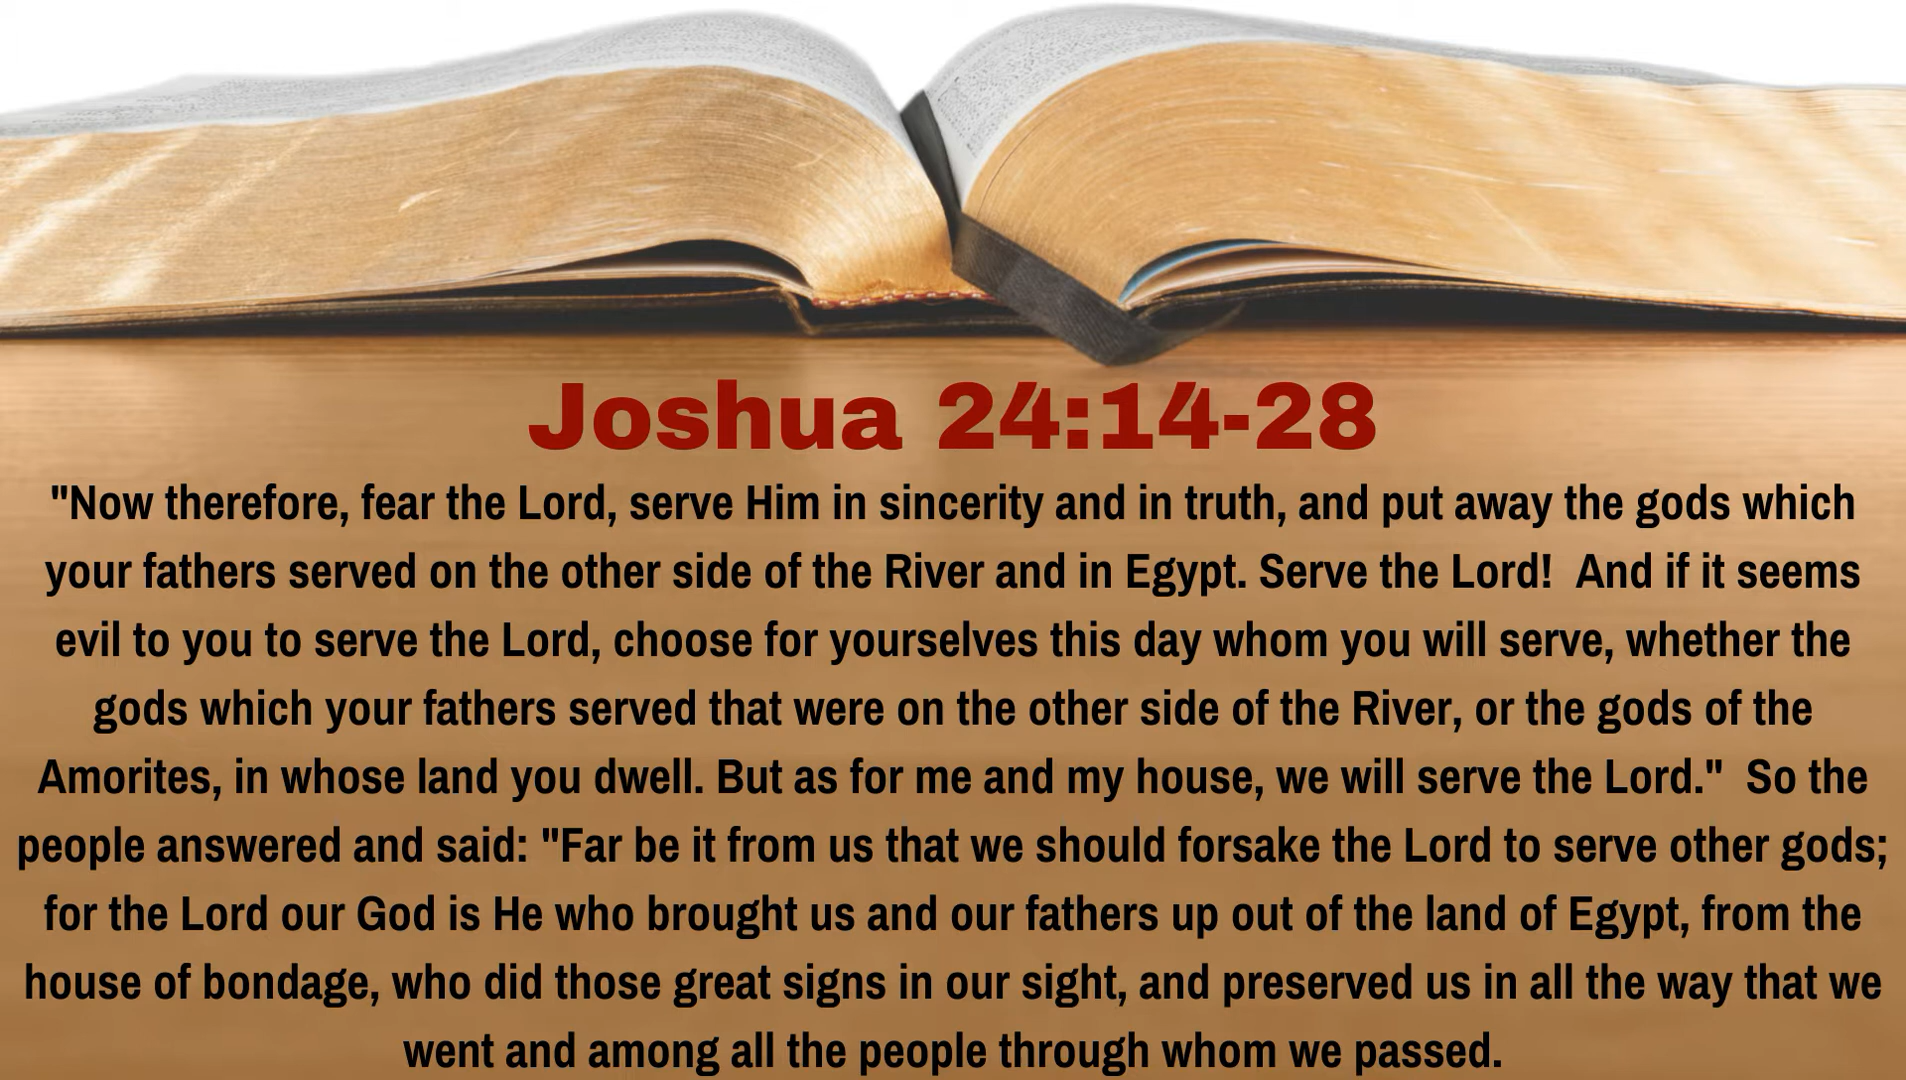 Joshua 24:14-28
"Now therefore, fear the Lord, serve Him in sincerity and in truth, and put away the gods which
your fathers served on the other side of the River and in Egypt. Serve the Lord!  And if it seems
evil to you to serve the Lord, choose for yourselves this day whom you will serve, whether the
gods which your fathers served that were on the other side of the River, or the gods of the
Amorites, in whose land you dwell. But as for me and my house, we will serve the Lord."  So the
people answered and said: "Far be it from us that we should forsake the Lord to serve other gods;
for the Lord our God is He who brought us and our fathers up out of the land of Egypt, from the
house of bondage, who did those great signs in our sight, and preserved us in all the way that we
went and among all the people through whom we passed.